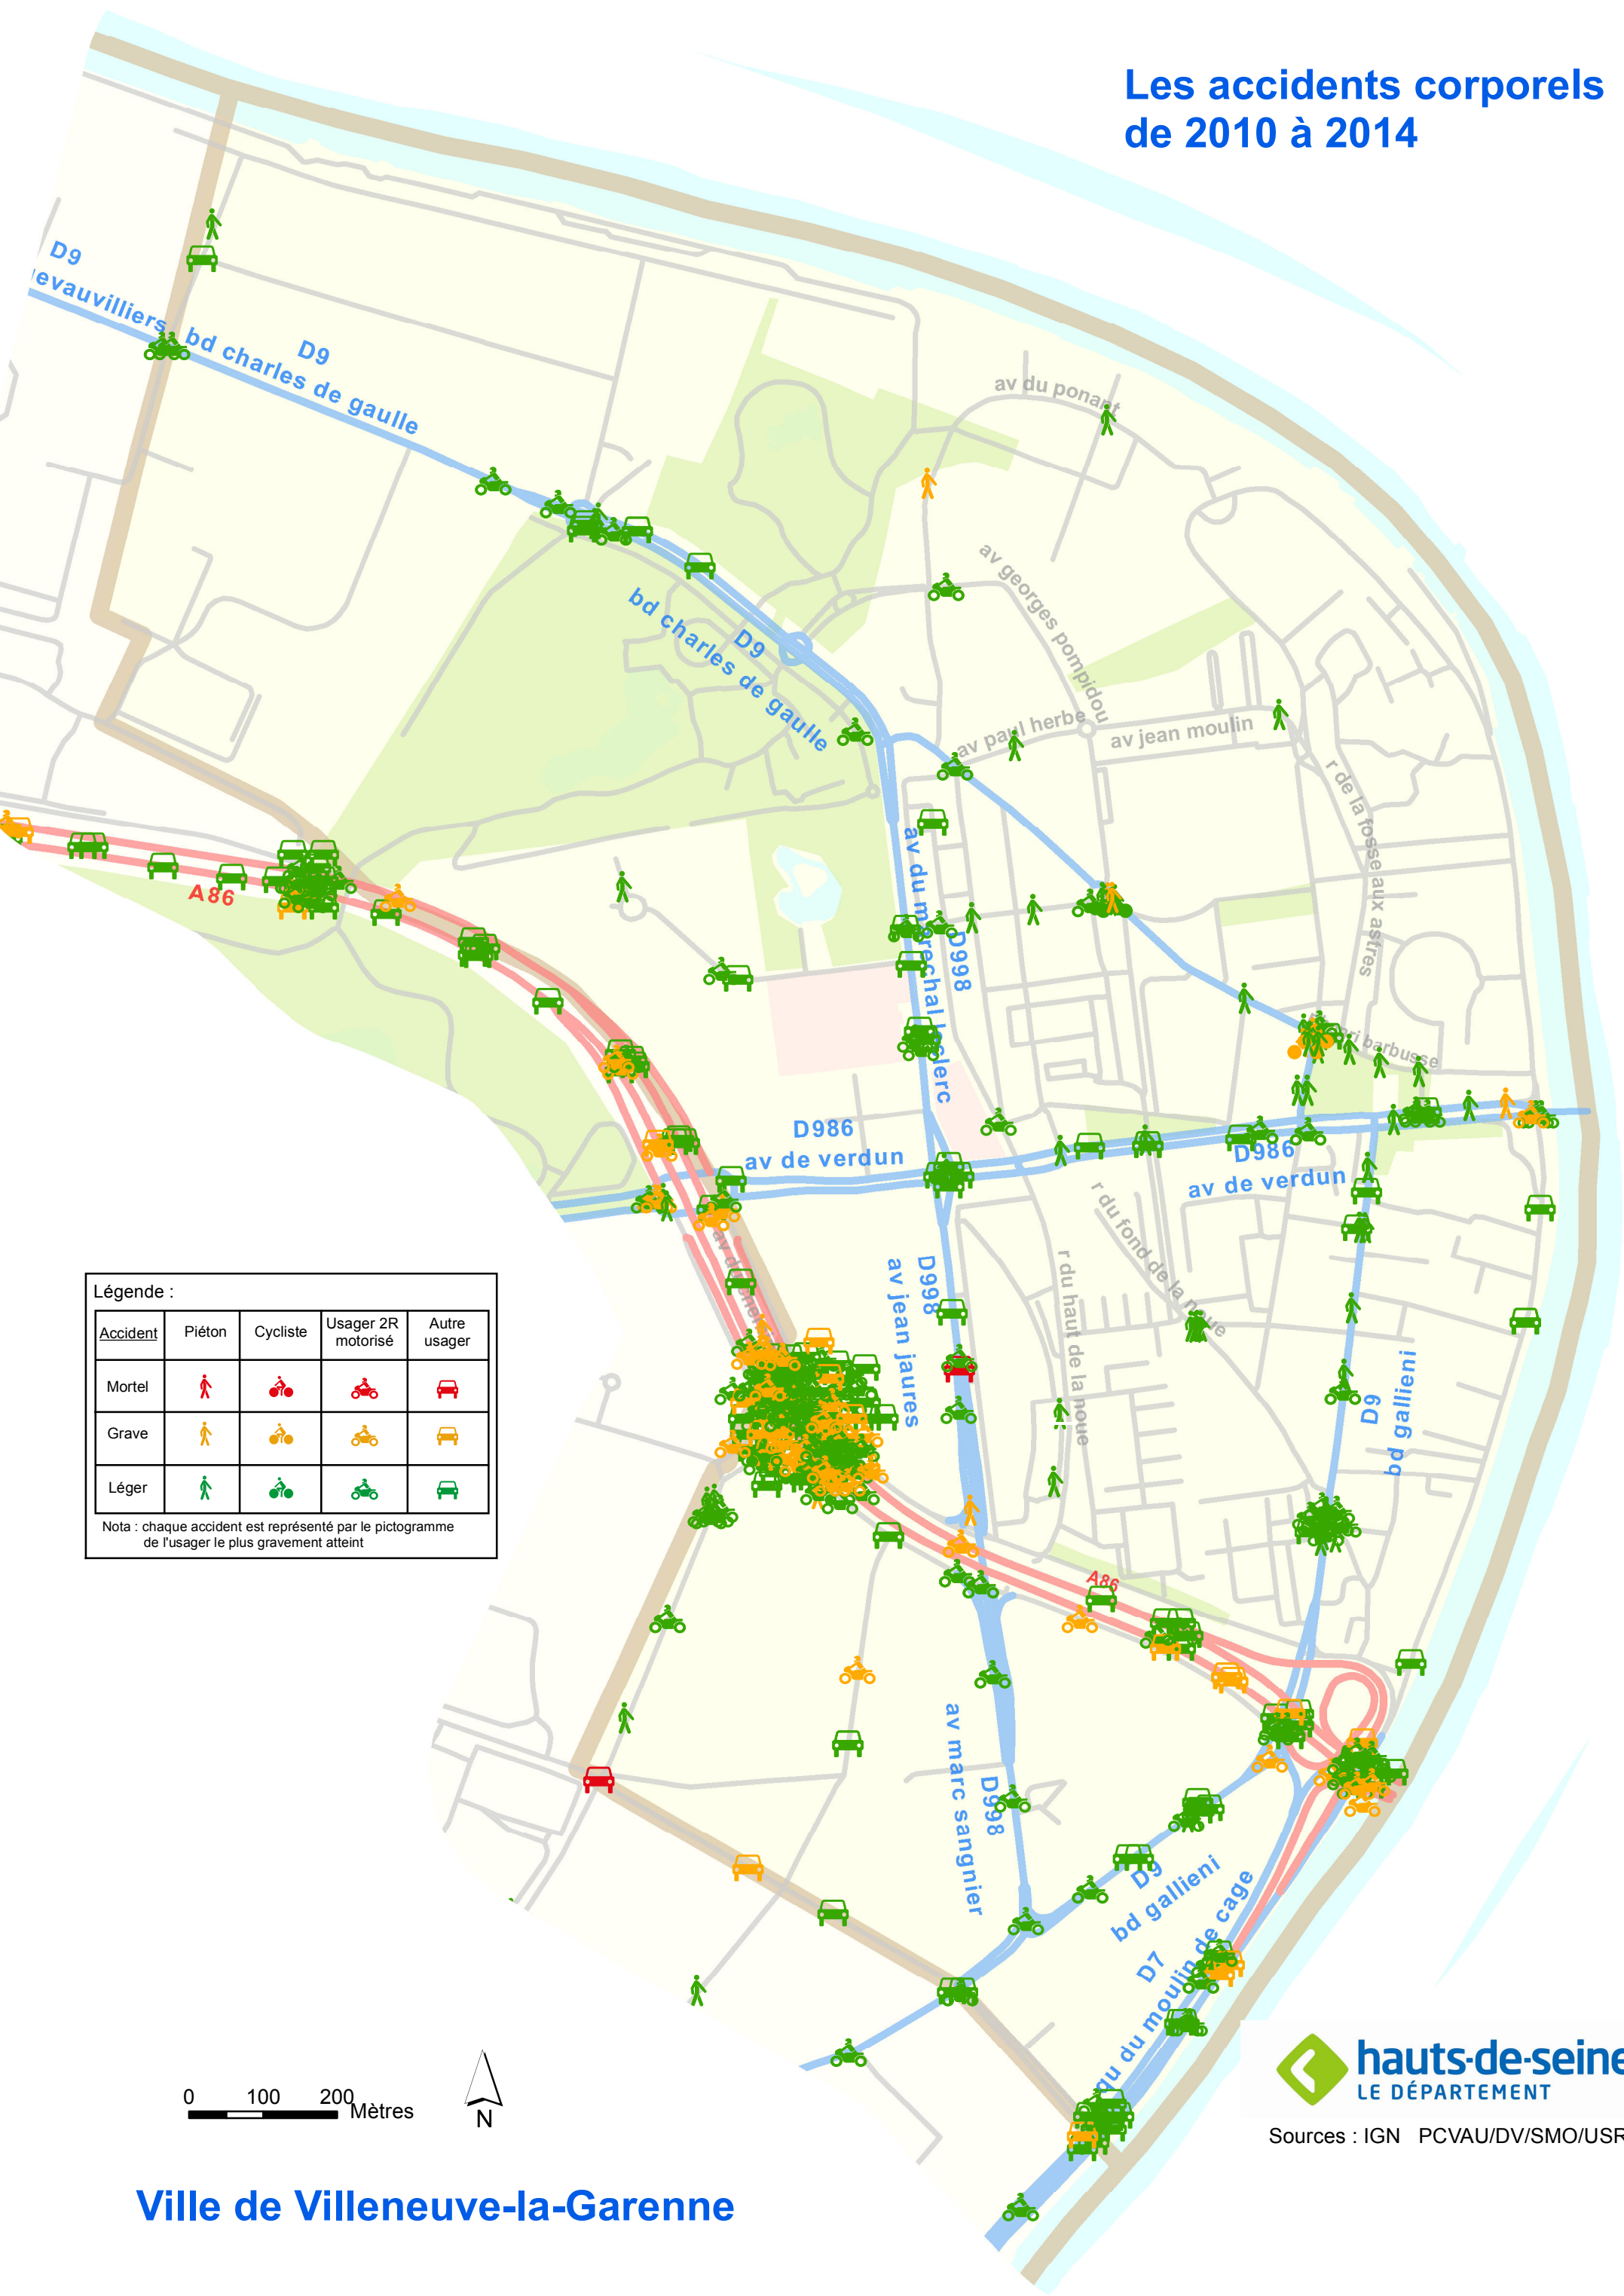 Les accidents corporels
de 2010 à 2014
D9
evauvilliers
bd charles de gaulle
D9
av du ponant
av georges pompidou
bd charles de gaulle
D9
av paul herbe
av jean moulin
r de la fosse aux astres
A86
av du marechal leclerc
D998
ri barbusse
D986
av de verdun
D986
av de verdun
r du fond de la noue
r du haut de la noue
D998
av jean jaures
D9
bd gallieni
A86
av marc sangnier
D998
D9
bd gallieni
D7
qu du moulin de cage
Légende :
Accident Piéton Cycliste Usager 2R motorisé Autre usager
Mortel
Grave
Léger
Nota : chaque accident est représenté par le pictogramme
de l'usager le plus gravement atteint
0 100 200
Mètres
N
hauts-de-seine
LE DÉPARTEMENT
Sources : IGN PCVAU/DV/SMO/USR
Ville de Villeneuve-la-Garenne